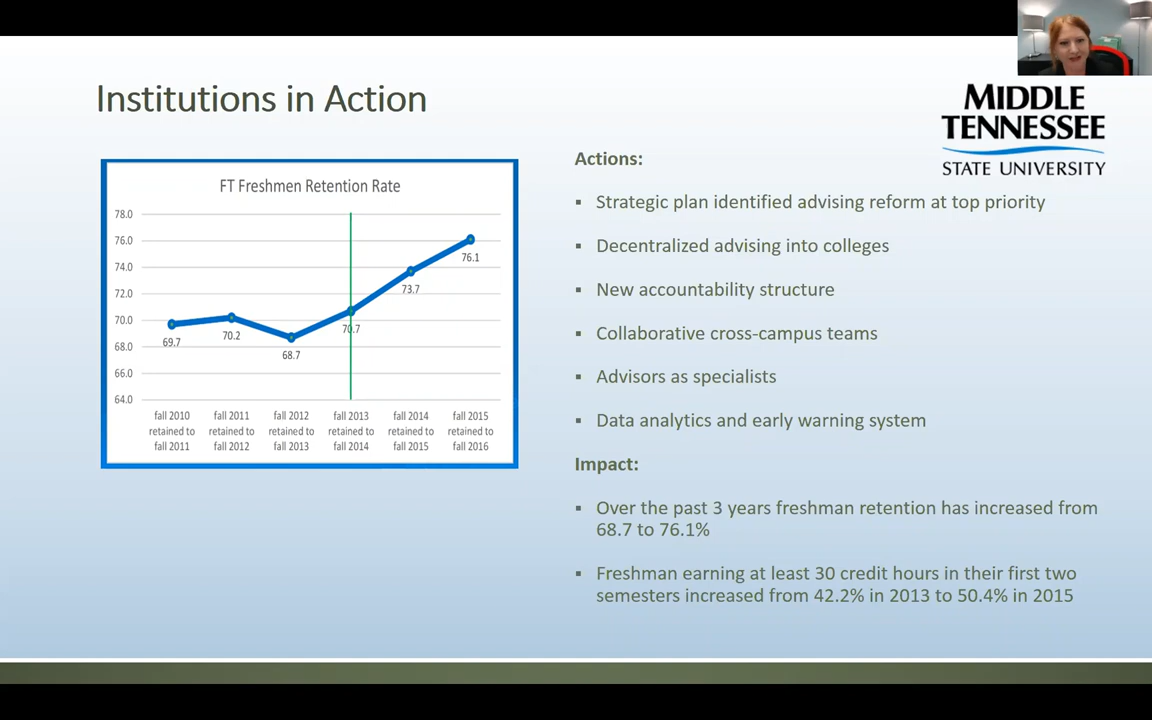 Institutions in Action
MIDDLE
TENNESSEE
STATE UNIVERSITY
FT Freshmen Retention Rate
78.0
76.0
74.0
72.0
70.0
68.0
66.0
64.0
69.7
70.2
68.7
70.7
73.7
76.1
fall 2010 retained to fall 2011
fall 2011 retained to fall 2012
fall 2012 retained to fall 2013
fall 2013 retained to fall 2014
fall 2014 retained to fall 2015
fall 2015 retained to fall 2016
Actions:
▪ Strategic plan identified advising reform at top priority
▪ Decentralized advising into colleges
▪ New accountability structure
▪ Collaborative cross-campus teams
▪ Advisors as specialists
▪ Data analytics and early warning system
Impact:
▪ Over the past 3 years freshman retention has increased from
68.7 to 76.1%
▪ Freshman earning at least 30 credit hours in their first two
semesters increased from 42.2% in 2013 to 50.4% in 2015